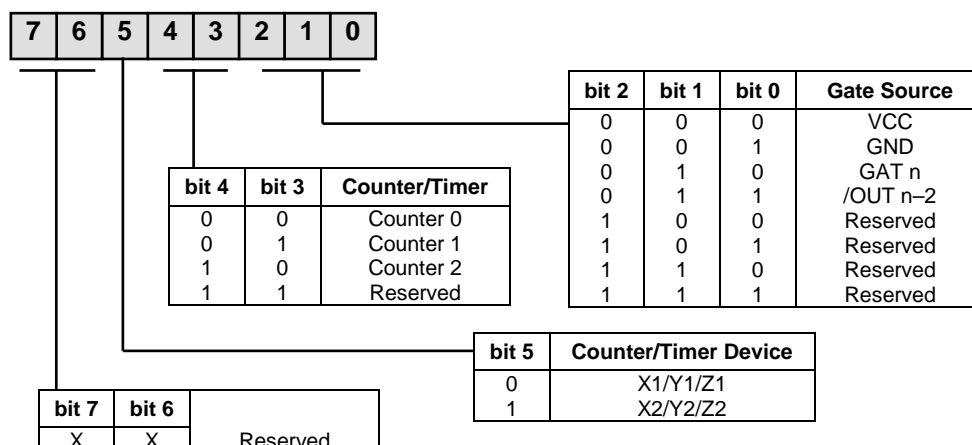 7 6 5 4 3 2 1 0
bit 2 bit 1 bit 0 Gate Source
0 0 0 VCC
0 0 1 GND
0 1 0 GAT n
0 1 1 /OUT n–2
1 0 0 Reserved
1 0 1 Reserved
1 1 0 Reserved
1 1 1 Reserved
bit 4 bit 3 Counter/Timer
0 0 Counter 0
0 1 Counter 1
1 0 Counter 2
1 1 Reserved
bit 5 Counter/Timer Device
0 X1/Y1/Z1
1 X2/Y2/Z2
bit 7 bit 6
X X Reserved